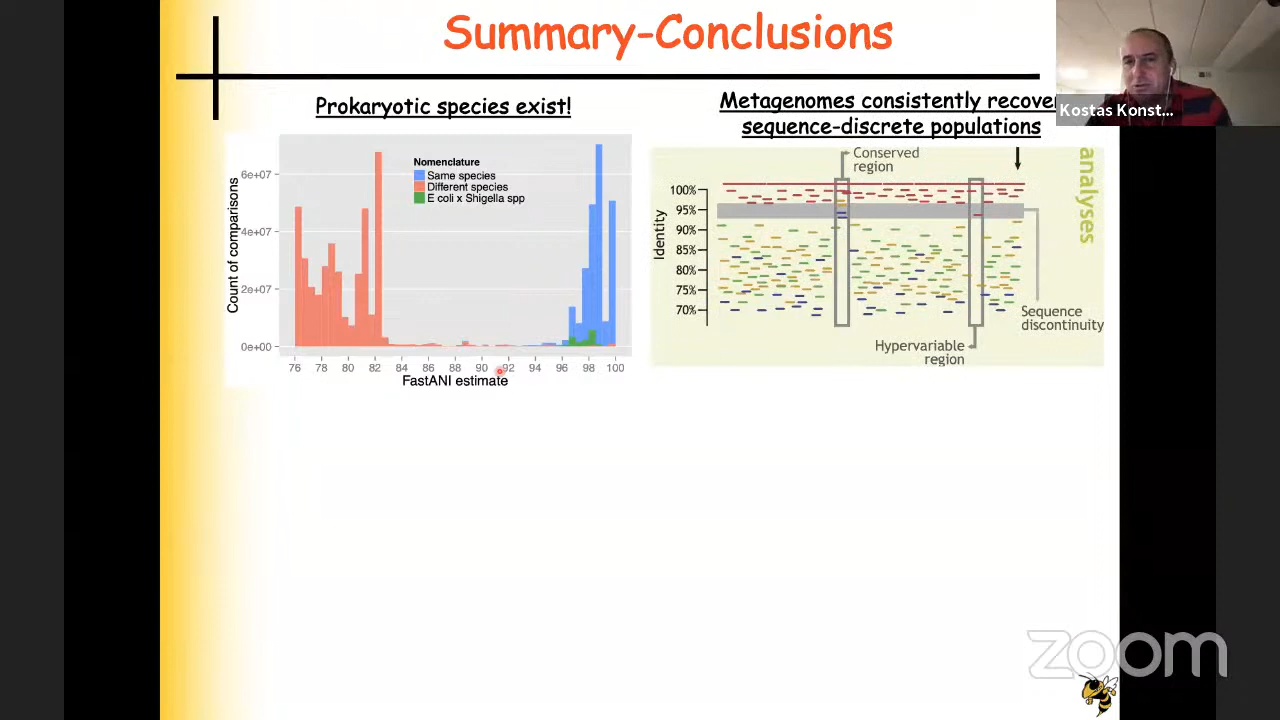 Summary-Conclusions
Prokaryotic species exist!
Nomenclature
Same species
Different species
E coli x Shigella spp
Count of comparisons
6e+07
4e+07
2e+07
0e+00
76 78 80 82 84 86 88 90 92 94 96 98 100
FastANI estimate
Metagenomes consistently recove
sequence-discrete populations
Conserved
region
analyses
Identity
100%
95%
90%
85%
80%
75%
70%
Sequence
discontinuity
Hypervariable
region
Kostas Konst...
zoom